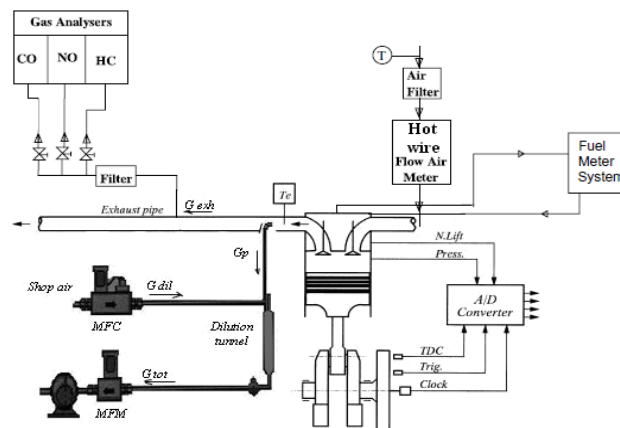 Gas Analysers
CO
NO
HC
T
Air
Filter
Hot
wire
Flow Air
Meter
Fuel
Meter
System
Filter
Te
Exhaust pipe
G exh
Gp
N.Lift
Press.
Shop air
G dil
MFC
Dilution
tunnel
A/D
Converter
TDC
Trig.
Clock
G tot
MFM